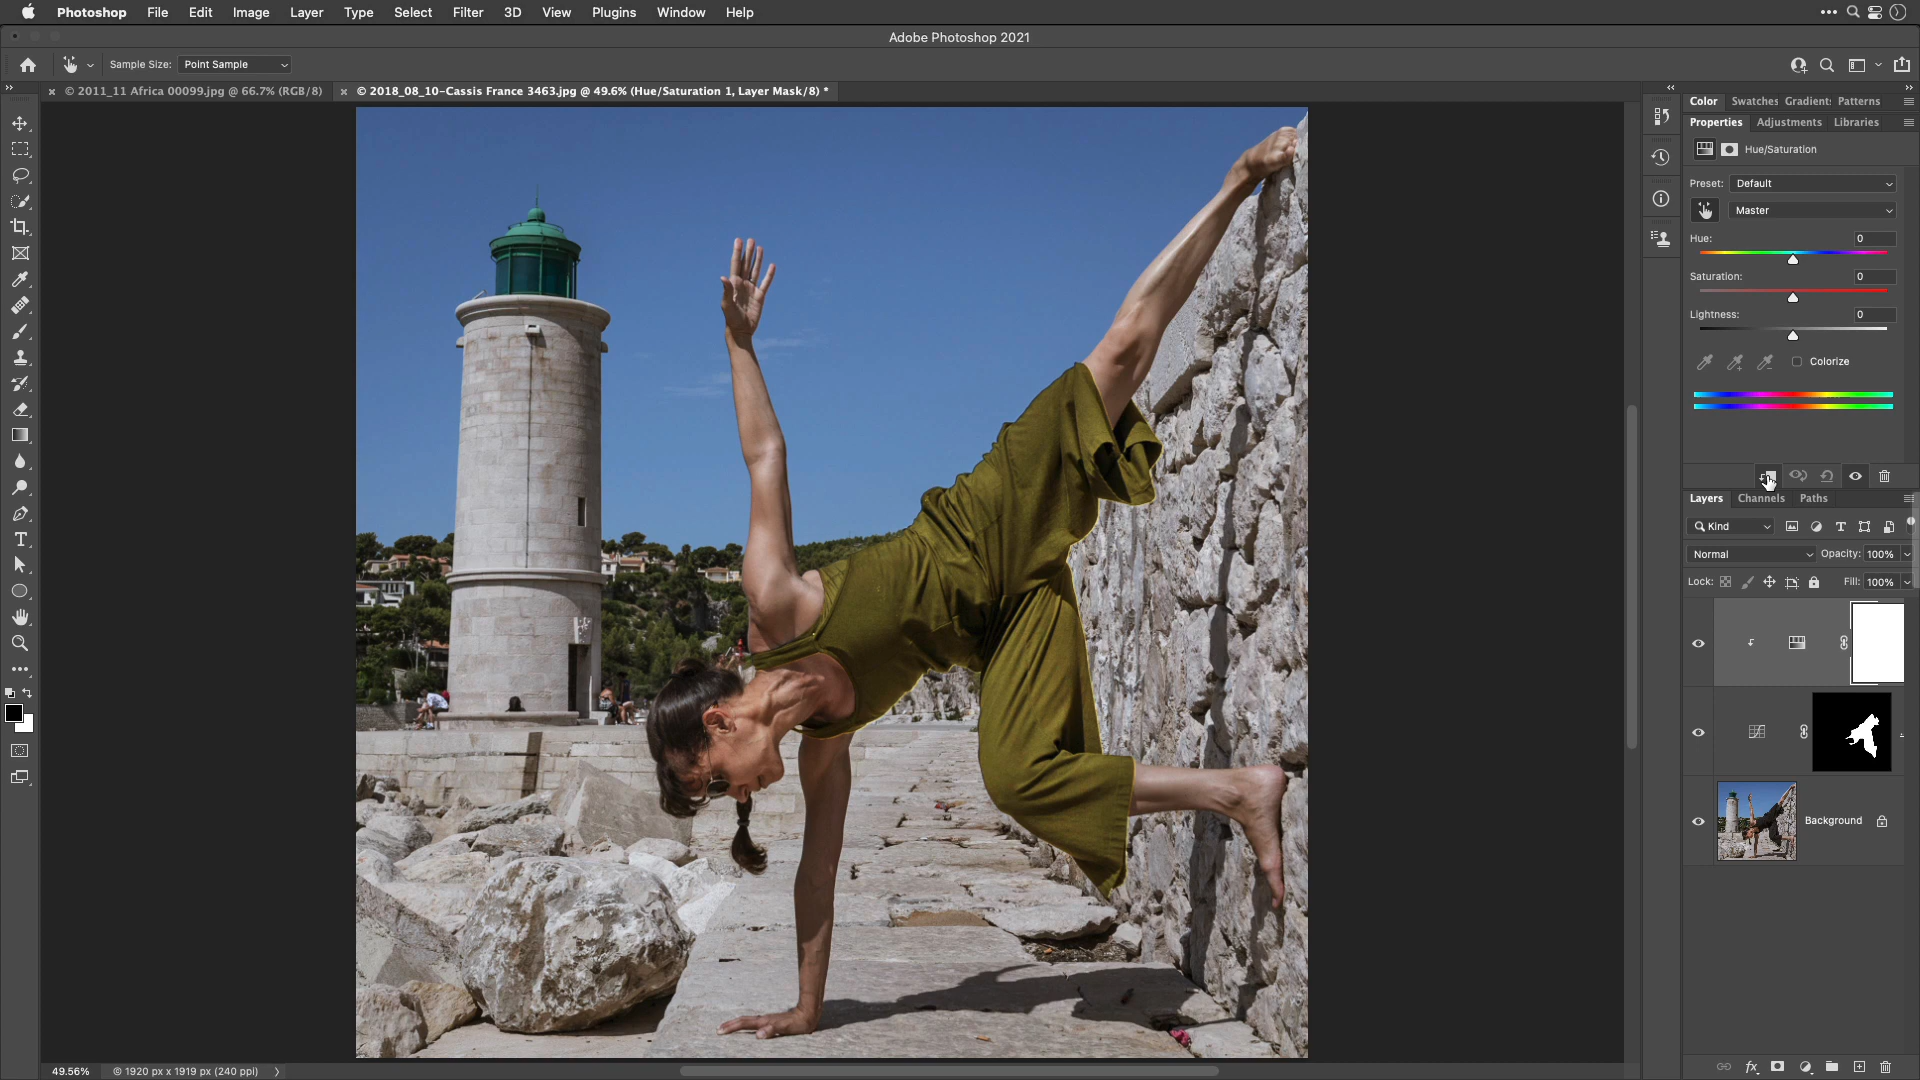 Photoshop File Edit Image Layer Type Select Filter 3D View Plugins Window Help
Adobe Photoshop 2021
Sample Size: Point Sample
× © 2011_11 Africa 00099.jpg @ 66.7% (RGB/8) × © 2018_08_10-Cassis France 3463.jpg @ 49.6% (Hue/Saturation 1, Layer Mask/8) *
Color Swatches Gradient: Patterns
Properties Adjustments Libraries
Hue/Saturation
Preset: Default
Master
Hue: 0
Saturation: 0
Lightness: 0
Colorize
Layers Channels Paths
Kind
Normal Opacity: 100%
Lock: Fill: 100%
Background
49.56% © 1920 px x 1919 px (240 ppi)